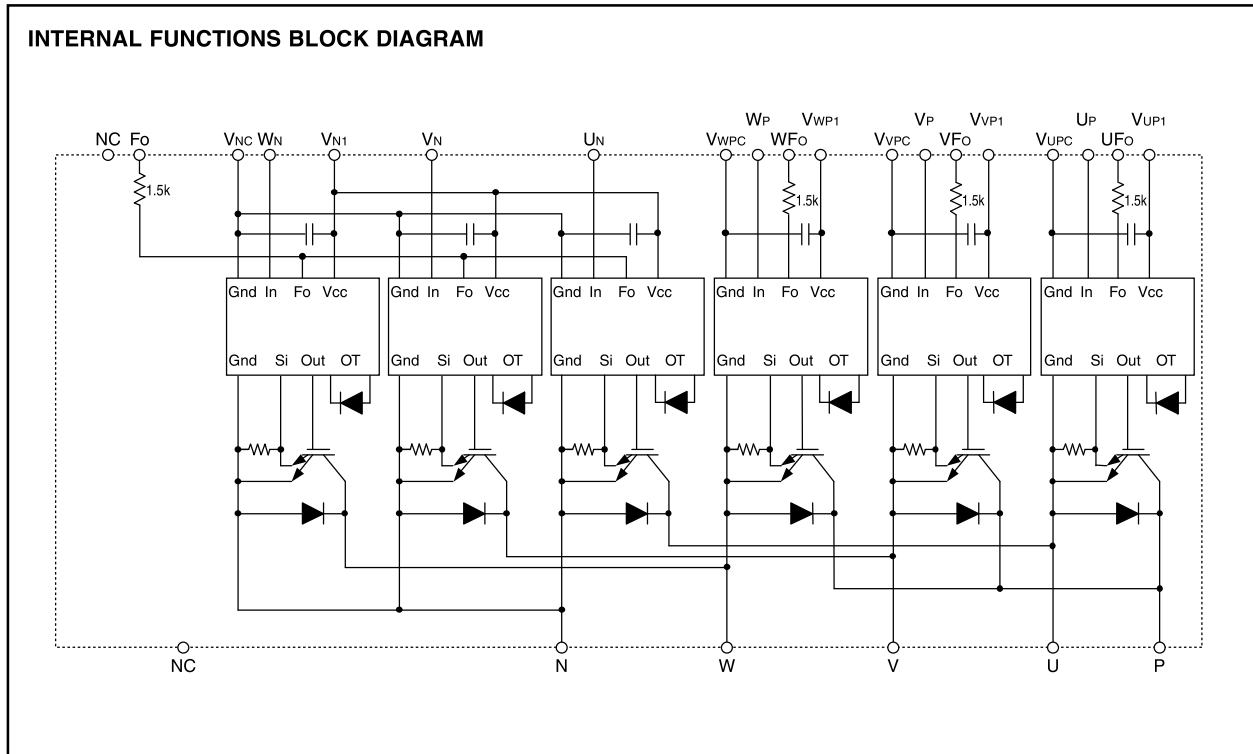 INTERNAL FUNCTIONS BLOCK DIAGRAM
WP VWP1 VP VVP1 UP VUP1
NC FO VNC WN VN1 VN UN VWPC WFO VVPC VFO VUPC UFO
1.5k 1.5k 1.5k 1.5k
Gnd In Fo Vcc Gnd In Fo Vcc Gnd In Fo Vcc Gnd In Fo Vcc Gnd In Fo Vcc Gnd In Fo Vcc
Gnd Si Out OT Gnd Si Out OT Gnd Si Out OT Gnd Si Out OT Gnd Si Out OT Gnd Si Out OT
NC N W V U P